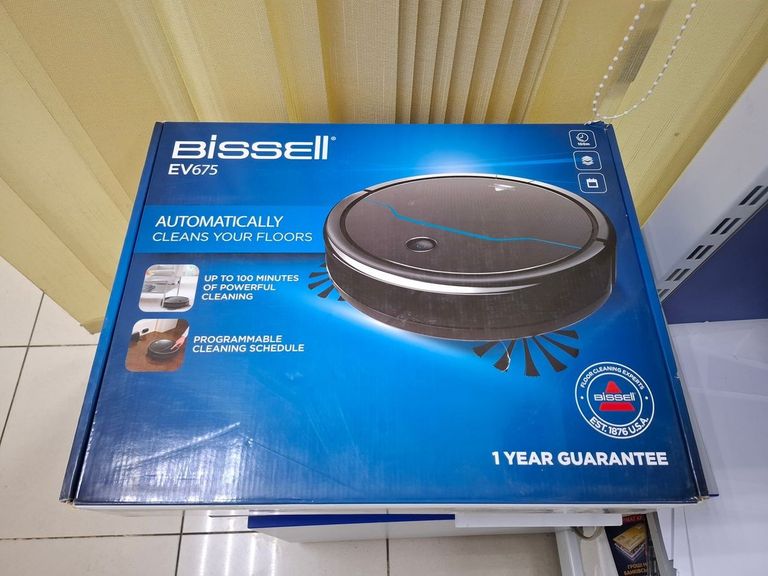 BISSELL®
EV675
AUTOMATICALLY
CLEANS YOUR FLOORS
UP TO 100 MINUTES
OF POWERFUL
CLEANING
PROGRAMMABLE
CLEANING SCHEDULE
100m
FLOOR CLEANING EXPERTS
BISSELL
EST. 1876 U.S.A.
1 YEAR GUARANTEE